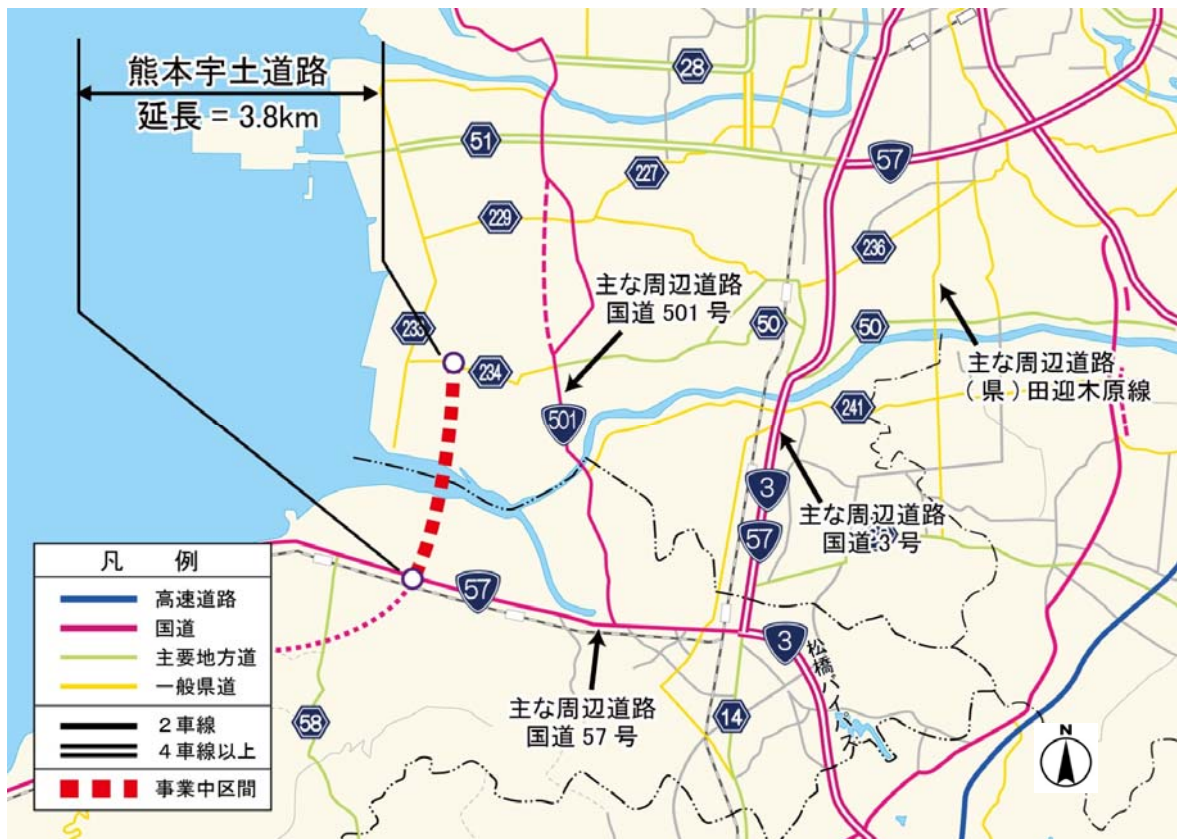 熊本宇土道路
延長 = 3.8km
28
51
57
227
229
236
主な周辺道路
国道 501 号
233
50
50
234
主な周辺道路
(県)田迎木原線
501
241
3
主な周辺道路
国道 3 号
57
57
3
松橋バイパス
主な周辺道路
国道 57 号
58
14
N
凡 例
高速道路
国道
主要地方道
一般県道
2車線
4車線以上
事業中区間